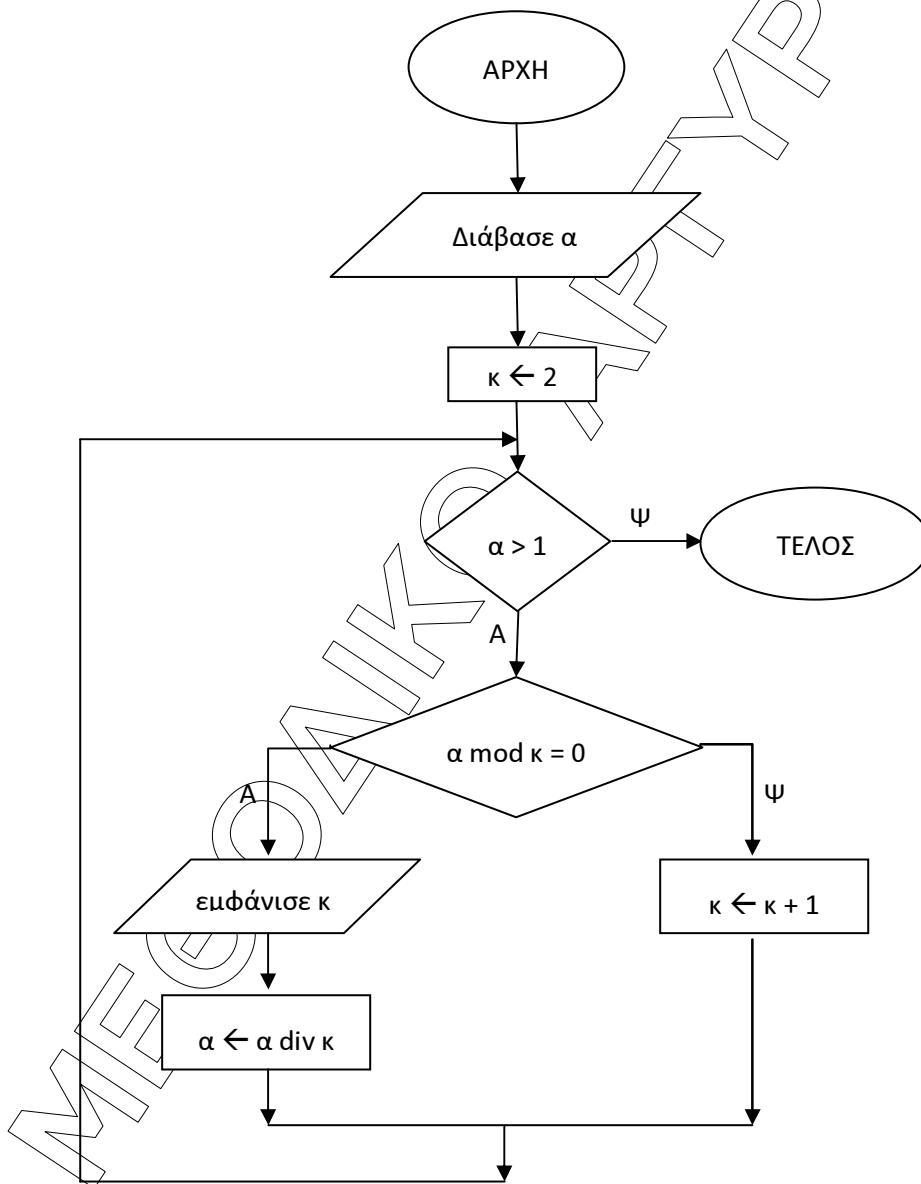 ΑΡΧΗ
Διάβασε α
κ ← 2
α > 1
Ψ
ΤΕΛΟΣ
Α
α mod κ = 0
Α
Ψ
εμφάνισε κ
κ ← κ + 1
α ← α div κ